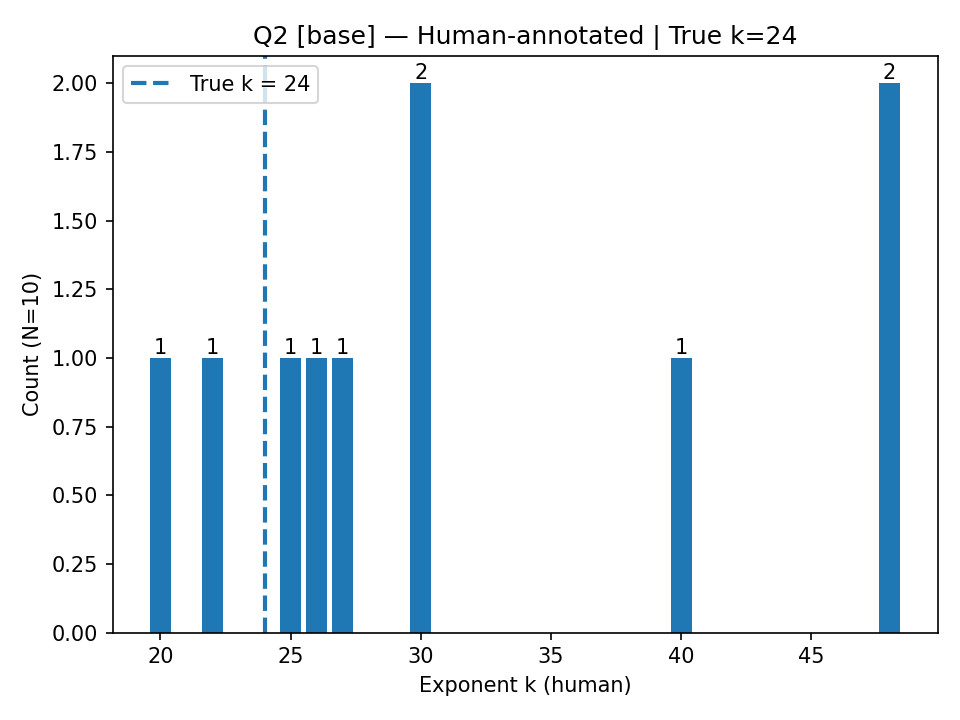 Q2 [base] — Human-annotated | True k=24
True k = 24
2 2
1 1 1 1 1 1
2.00
1.75
1.50
1.25
1.00
0.75
0.50
0.25
0.00
Count (N=10)
20 25 30 35 40 45
Exponent k (human)